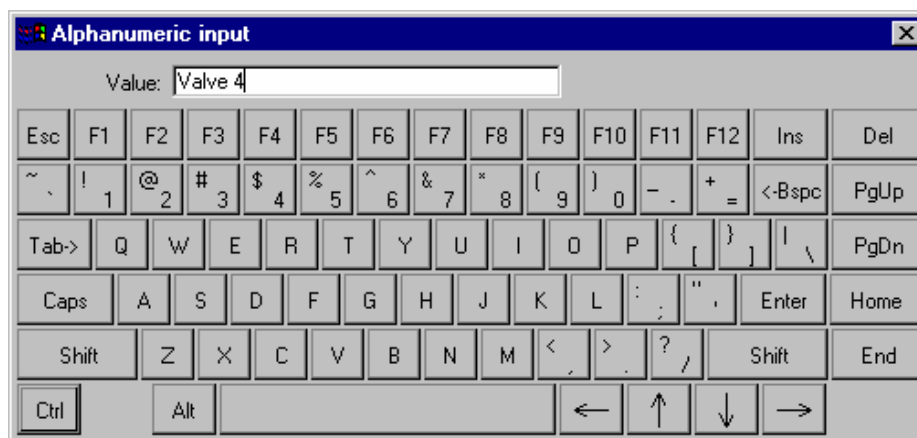 Alphanumeric input
Value: Valve 4
Esc F1 F2 F3 F4 F5 F6 F7 F8 F9 F10 F11 F12 Ins Del
~ ` ! 1 @ 2 # 3 $ 4 % 5 ^ 6 & 7 * 8 ( 9 ) 0 _ - + = <-Bspc PgUp
Tab-> Q W E R T Y U I O P { [ } ] | \ PgDn
Caps A S D F G H J K L : ; " ' Enter Home
Shift Z X C V B N M < , > . ? / Shift End
Ctrl Alt ← ↑ ↓ →